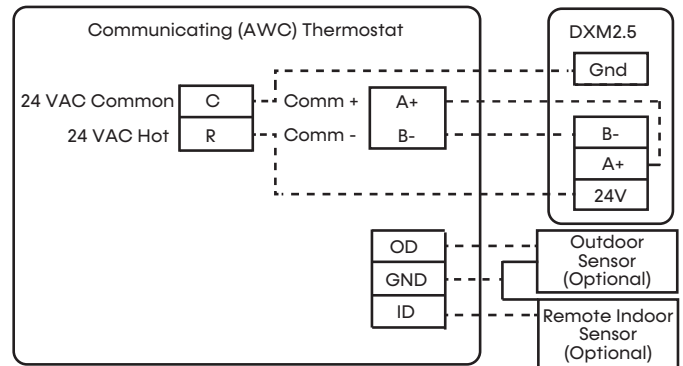 Communicating (AWC) Thermostat
DXM2.5
Gnd
24 VAC Common
C
Comm +
A+
24 VAC Hot
R
Comm -
B-
B-
A+
24V
OD
GND
ID
Outdoor
Sensor
(Optional)
Remote Indoor
Sensor
(Optional)